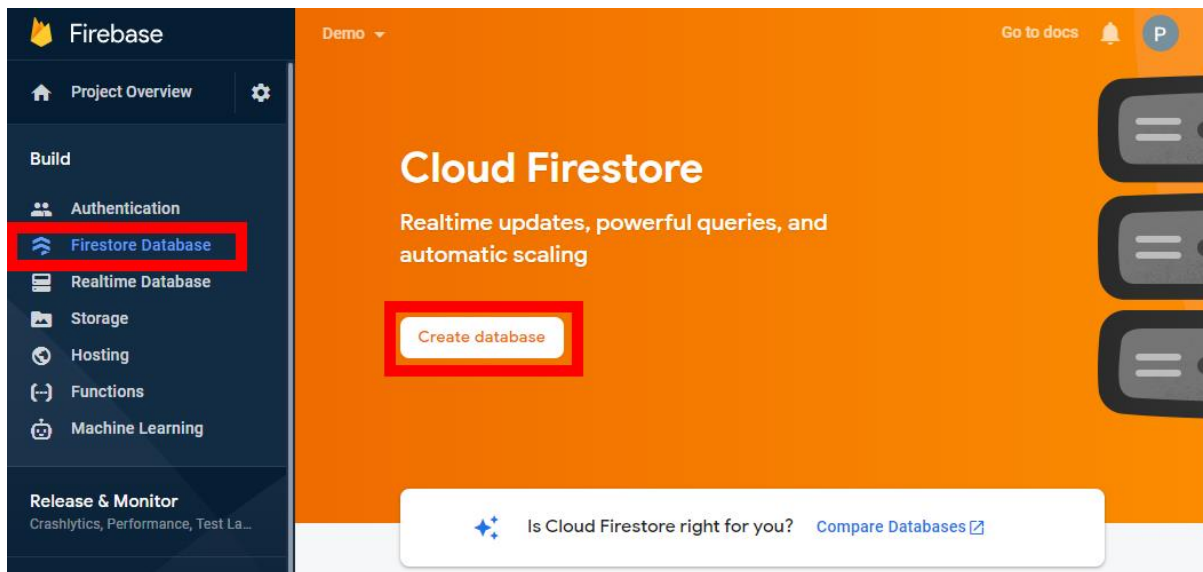 Firebase
Demo
Go to docs
P
Project Overview
Build
Authentication
Firestore Database
Realtime Database
Storage
Hosting
Functions
Machine Learning
Release & Monitor
Crashlytics, Performance, Test La...
Cloud Firestore
Realtime updates, powerful queries, and
automatic scaling
Create database
Is Cloud Firestore right for you? Compare Databases